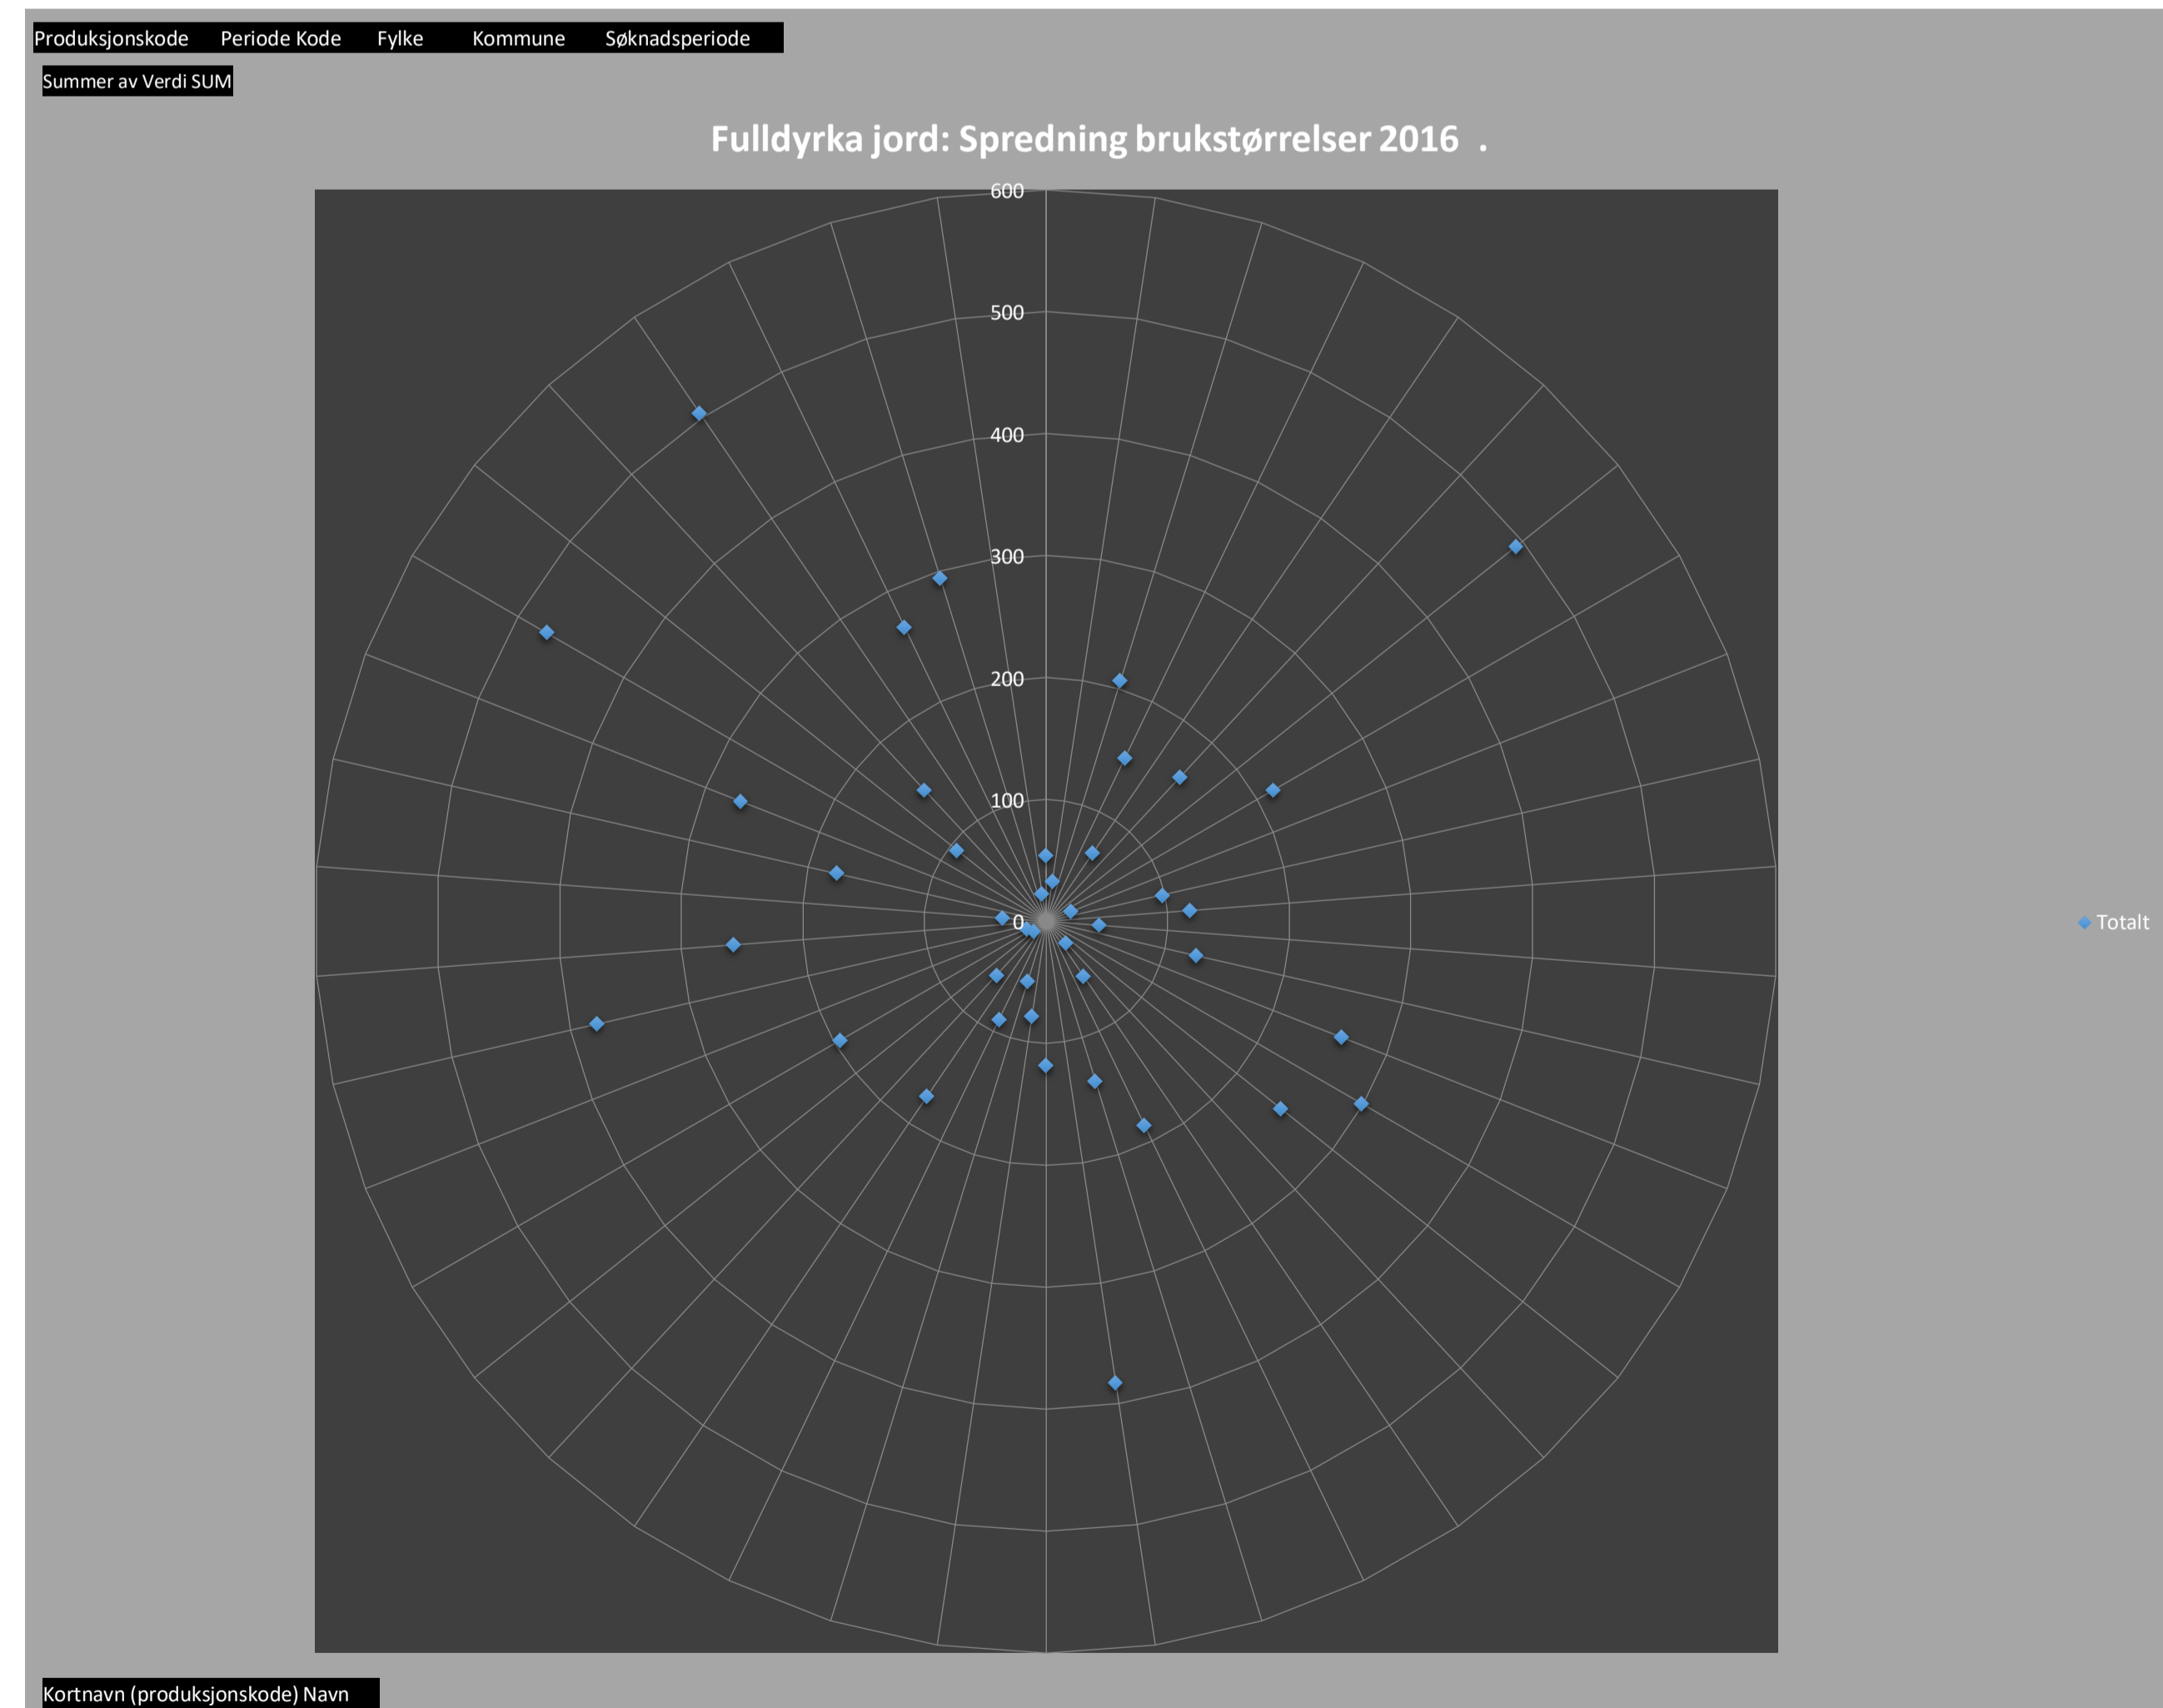 Produksjonskode Periode Kode Fylke Kommune Søknadsperiode
Summer av Verdi SUM
Fulldyrka jord: Spredning brukstørrelser 2016 .
600
500
400
300
200
100
0
Totalt
Kortnavn (produksjonskode) Navn